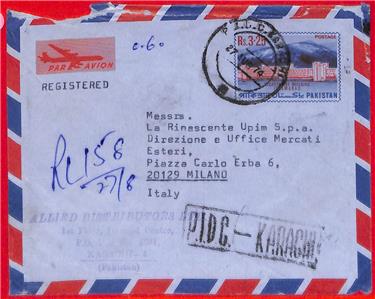 PAR AVION
c.60
Rs. 3.25
POSTAGE
PAKISTAN
REGISTERED
Messrs.
La Rinascente Upim S.p.a.
Direzione e Uffice Mercati
Esteri,
Piazza Carlo Erba 6,
20129 MILANO
Italy
RL158
27/8
ALLIED DISTRIBUTORS
KARACHI-4
(Pakistan)
P.I.D.C. - KARACHI